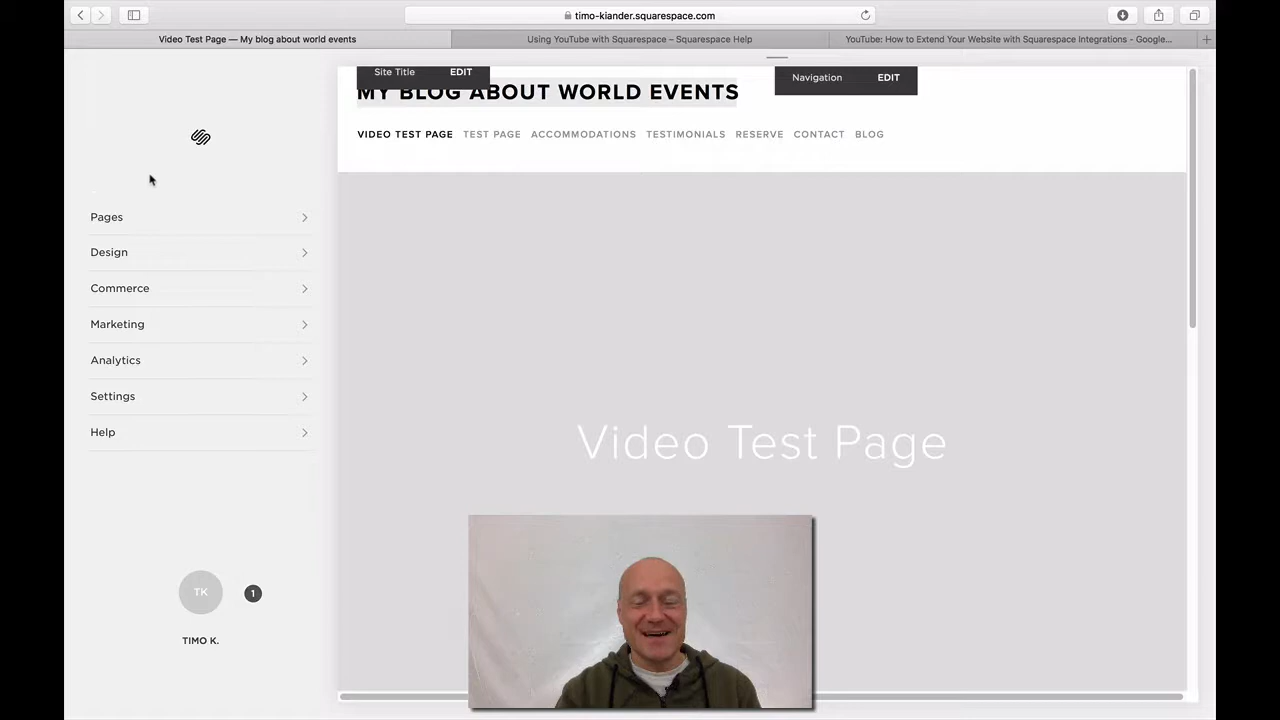 timo-kiander.squarespace.com
Video Test Page — My blog about world events
Using YouTube with Squarespace – Squarespace Help
YouTube: How to Extend Your Website with Squarespace Integrations - Google...
Site Title EDIT
Navigation EDIT
MY BLOG ABOUT WORLD EVENTS
VIDEO TEST PAGE TEST PAGE ACCOMMODATIONS TESTIMONIALS RESERVE CONTACT BLOG
Pages
Design
Commerce
Marketing
Analytics
Settings
Help
Video Test Page
TK
1
TIMO K.